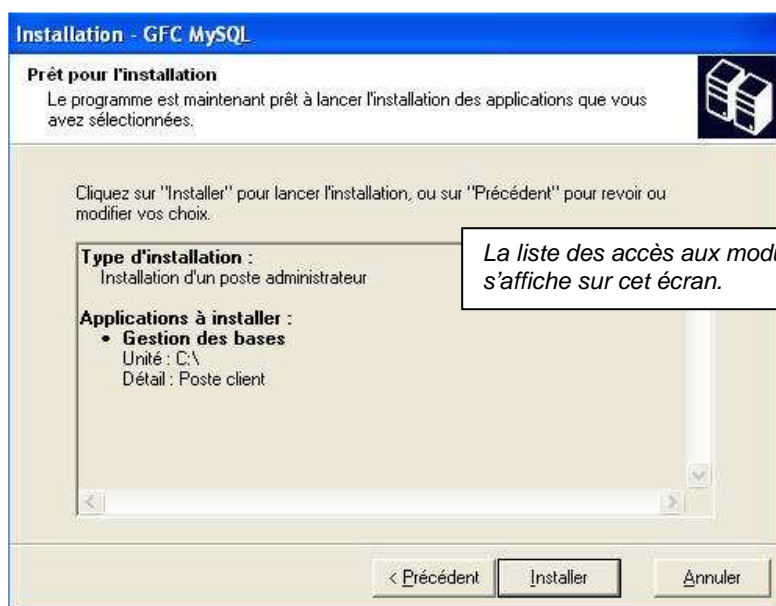 Installation - GFC MySQL
Prêt pour l'installation
Le programme est maintenant prêt à lancer l'installation des applications que vous
avez sélectionnées.
Cliquez sur "Installer" pour lancer l'installation, ou sur "Précédent" pour revoir ou
modifier vos choix.
Type d'installation :
Installation d'un poste administrateur
La liste des accès aux modu
s'affiche sur cet écran.
Applications à installer :
• Gestion des bases
Unité : C:\
Détail : Poste client
< Précédent
Installer
Annuler